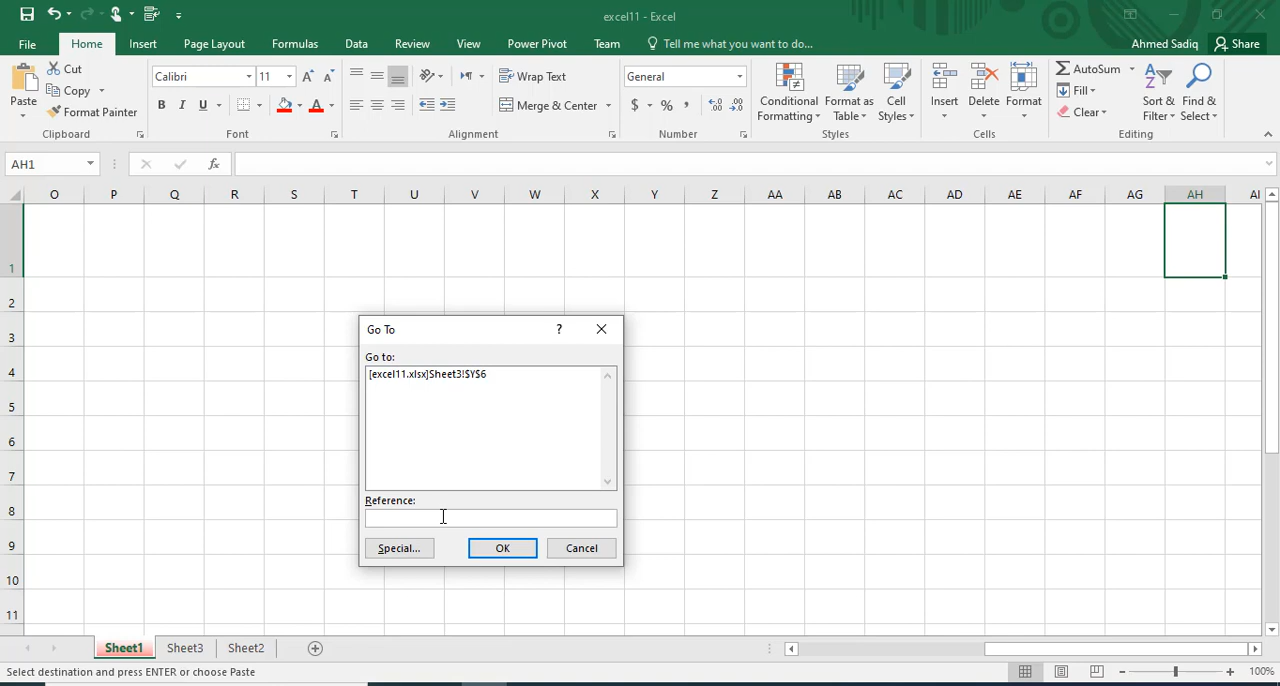 excel11 - Excel
File Home Insert Page Layout Formulas Data Review View Power Pivot Team Tell me what you want to do... Ahmed Sadiq Share
Paste
Cut
Copy
Format Painter
Clipboard
Calibri 11
B I U A
Font
Wrap Text
Merge & Center
Alignment
General
$ % ,
Number
Conditional Formatting
Format as Table
Cell Styles
Styles
Insert
Delete
Format
Cells
AutoSum
Fill
Clear
Sort & Filter
Find & Select
Editing
AH1 fx
O P Q R S T U V W X Y Z AA AB AC AD AE AF AG AH
1
2
3
4
5
6
7
8
9
10
11
Go To ?
Go to:
[excel11.xlsx]Sheet3!$Y$6
Reference:
Special... OK Cancel
Sheet1 Sheet3 Sheet2
Select destination and press ENTER or choose Paste 100%